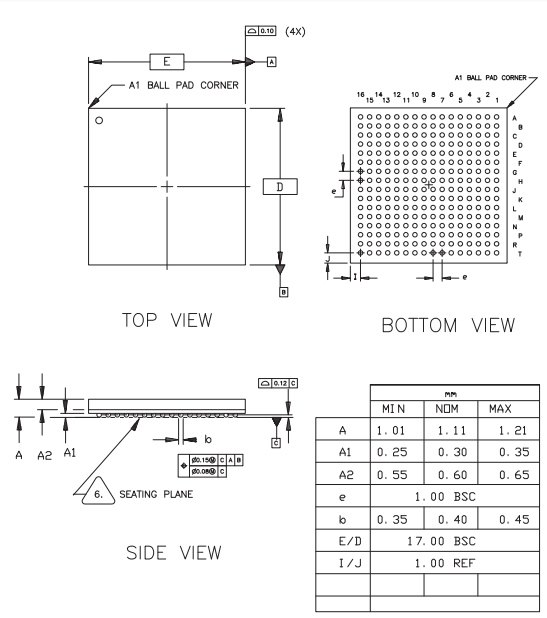 ⌓ 0.10 (4X)
E
A
A1 BALL PAD CORNER
D
B
TOP VIEW
A1 BALL PAD CORNER
16 14 12 10 8 6 4 2
15 13 11 9 7 5 3 1
A
B
C
D
E
F
G
H
J
K
L
M
N
P
R
T
e
J
I
e
BOTTOM VIEW
⌓ 0.12 C
A A2 A1
b
C
⌖ Ø0.15Ⓜ C A B
Ø0.08Ⓜ C
6. SEATING PLANE
SIDE VIEW
mm
MIN NOM MAX
A 1.01 1.11 1.21
A1 0.25 0.30 0.35
A2 0.55 0.60 0.65
e 1.00 BSC
b 0.35 0.40 0.45
E/D 17.00 BSC
I/J 1.00 REF